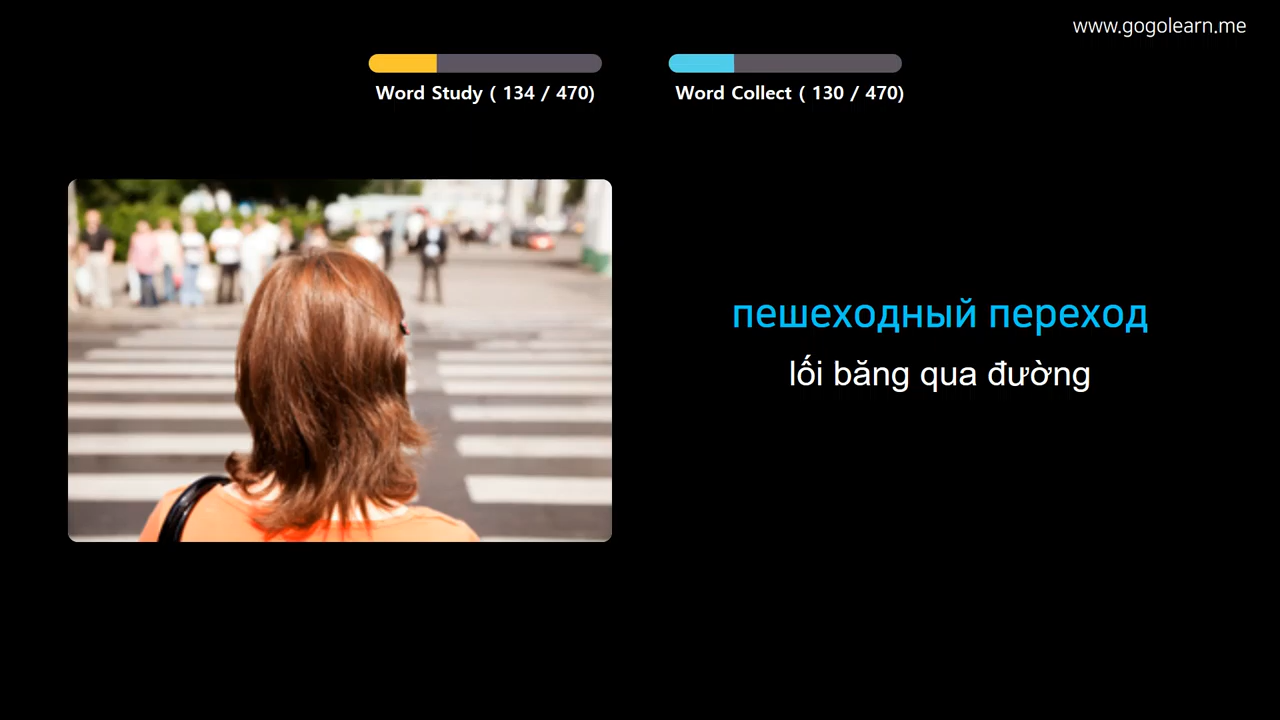 www.gogolearn.me
Word Study ( 134 / 470)
Word Collect ( 130 / 470)
пешеходный переход
lối băng qua đường